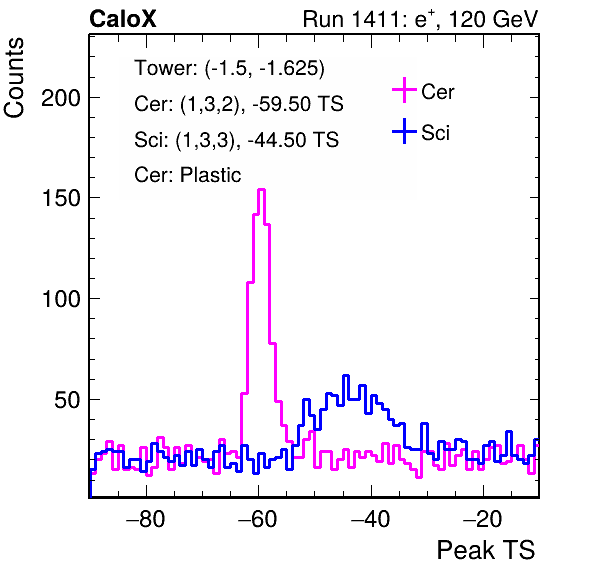 CaloX
Run 1411: e+, 120 GeV
Counts
Tower: (-1.5, -1.625)
Cer: (1,3,2), -59.50 TS
Sci: (1,3,3), -44.50 TS
Cer: Plastic
Cer
Sci
200
150
100
50
−80 −60 −40 −20
Peak TS